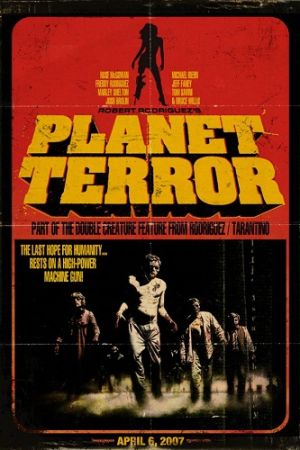 ROSE McGOWAN
FREDDY RODRIGUEZ
MARLEY SHELTON
JOSH BROLIN
MICHAEL BIEHN
JEFF FAHEY
TOM SAVINI
& BRUCE WILLIS
ROBERT RODRIGUEZ'S
PLANET
TERROR
PART OF THE DOUBLE CREATURE FEATURE FROM RODRIGUEZ / TARANTINO
THE LAST HOPE FOR HUMANITY...
RESTS ON A HIGH-POWER
MACHINE GUN!
APRIL 6, 2007